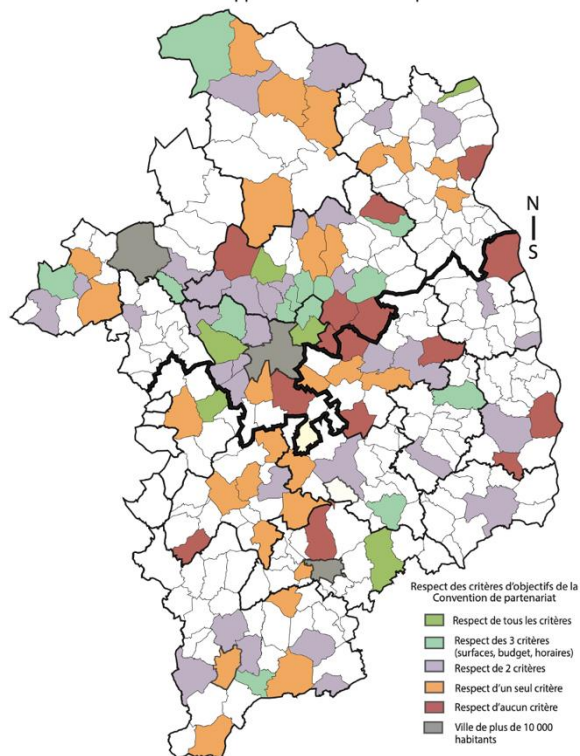 N
S
Respect des critères d'objectifs de la
Convention de partenariat
Respect de tous les critères
Respect des 3 critères
(surfaces, budget, horaires)
Respect de 2 critères
Respect d'un seul critère
Respect d'aucun critère
Ville de plus de 10 000
habitants